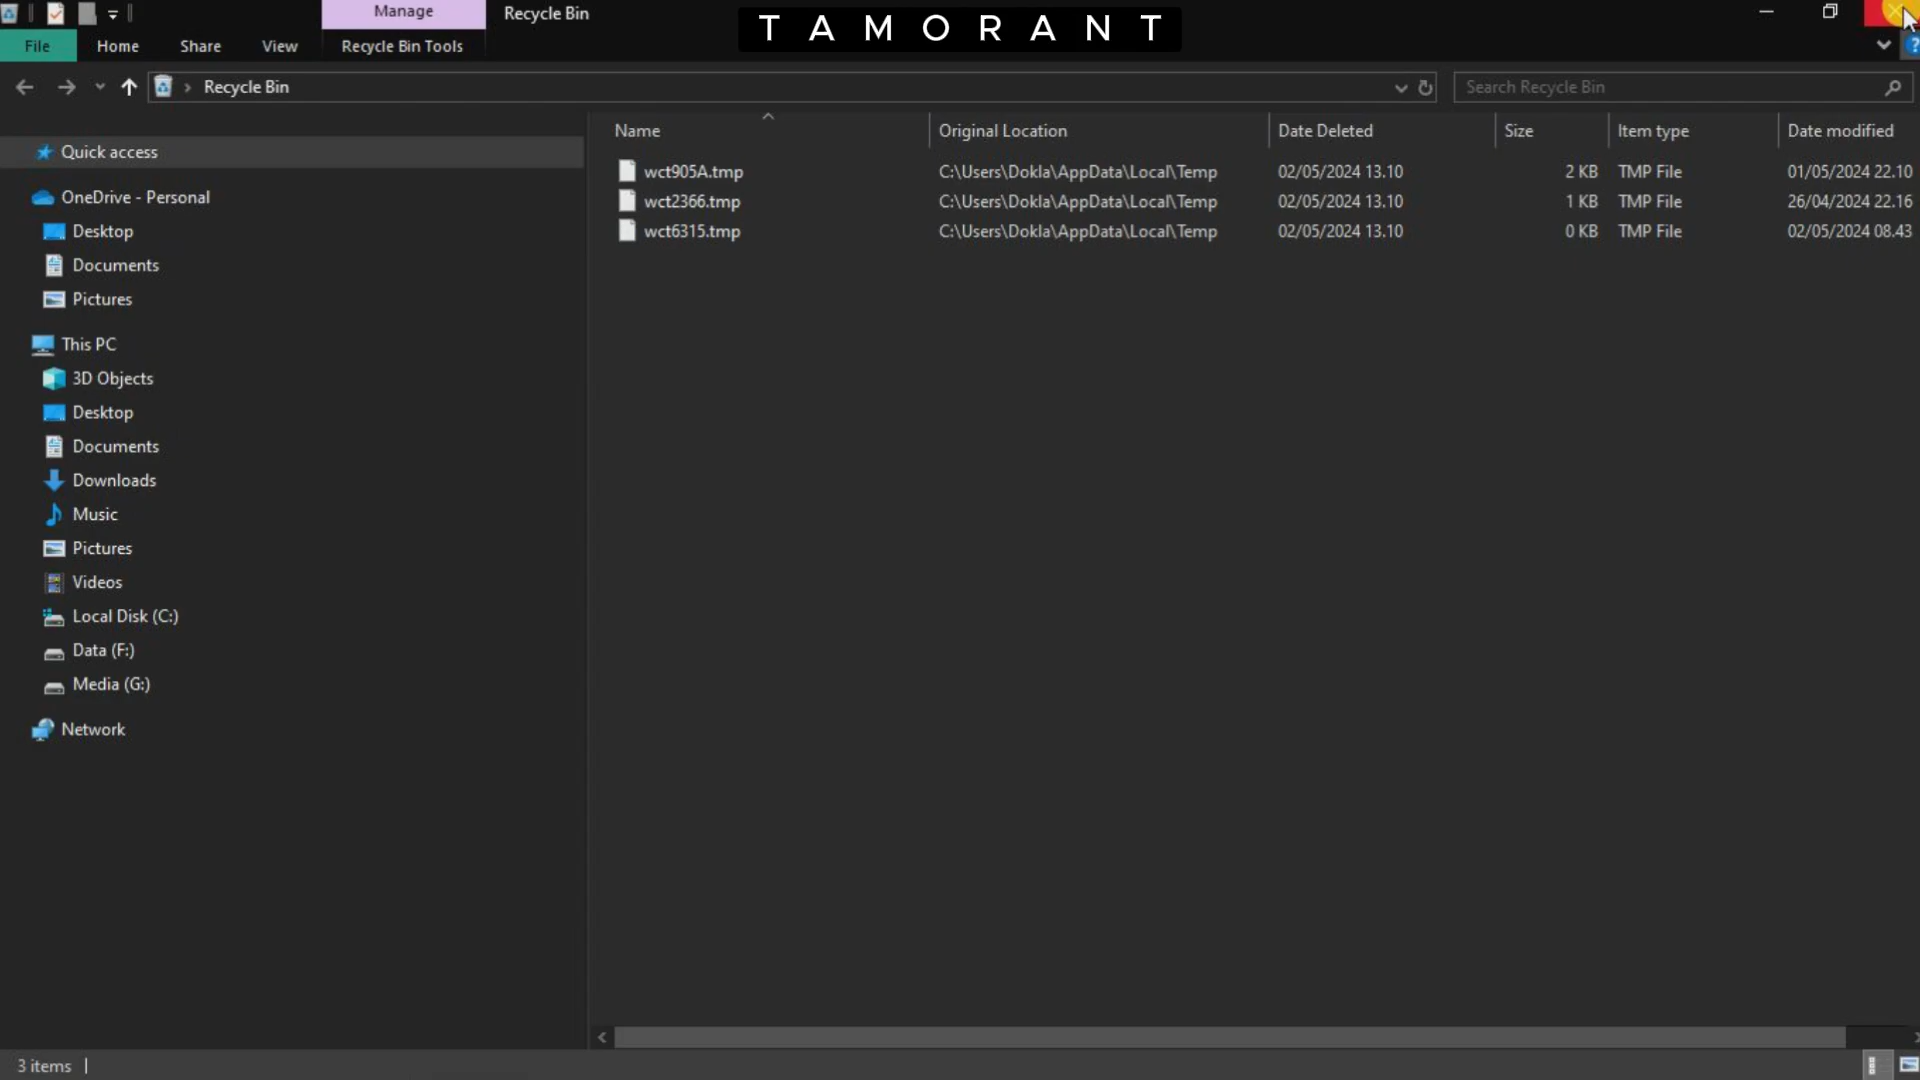 Manage
Recycle Bin
T A M O R A N T
File
Home
Share
View
Recycle Bin Tools
Recycle Bin
Search Recycle Bin
Name
Original Location
Date Deleted
Size
Item type
Date modified
wct905A.tmp
C:\Users\Dokla\AppData\Local\Temp
02/05/2024 13.10
2 KB
TMP File
01/05/2024 22.10
wct2366.tmp
C:\Users\Dokla\AppData\Local\Temp
02/05/2024 13.10
1 KB
TMP File
26/04/2024 22.16
wct6315.tmp
C:\Users\Dokla\AppData\Local\Temp
02/05/2024 13.10
0 KB
TMP File
02/05/2024 08.43
Quick access
OneDrive - Personal
Desktop
Documents
Pictures
This PC
3D Objects
Desktop
Documents
Downloads
Music
Pictures
Videos
Local Disk (C:)
Data (F:)
Media (G:)
Network
3 items